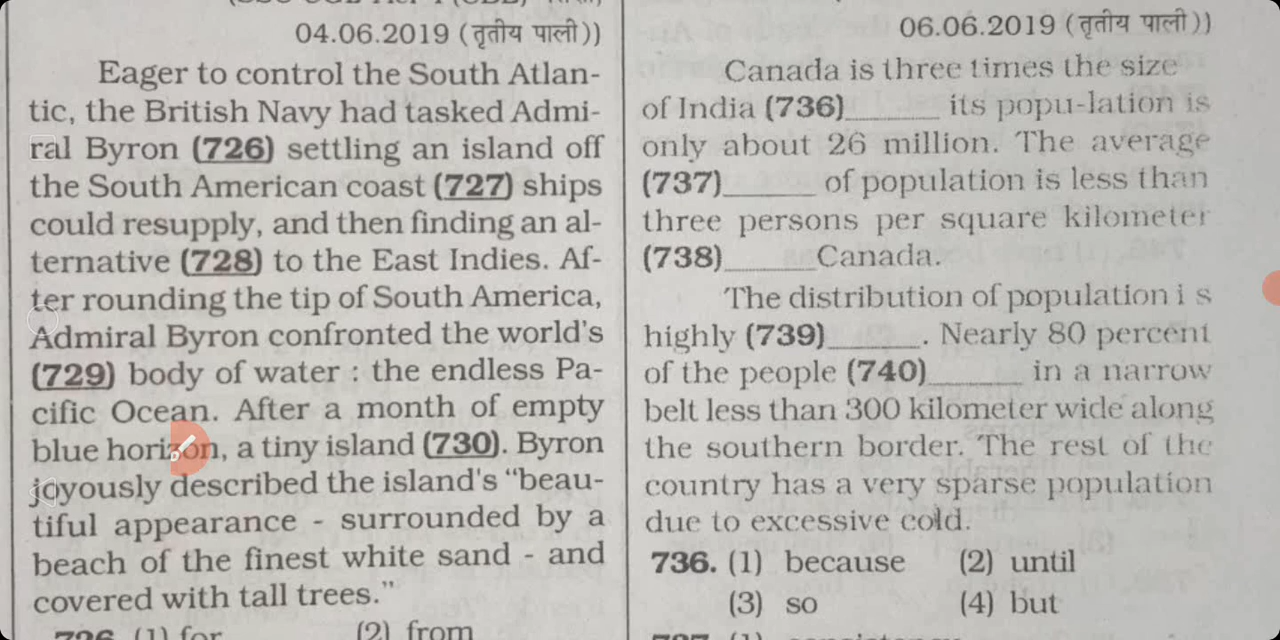 04.06.2019 (तृतीय पाली))
Eager to control the South Atlan-
tic, the British Navy had tasked Admi-
ral Byron (726) settling an island off
the South American coast (727) ships
could resupply, and then finding an al-
ternative (728) to the East Indies. Af-
ter rounding the tip of South America,
Admiral Byron confronted the world's
(729) body of water : the endless Pa-
cific Ocean. After a month of empty
blue horizon, a tiny island (730). Byron
joyously described the island's "beau-
tiful appearance - surrounded by a
beach of the finest white sand - and
covered with tall trees."
726. (1) for (2) from
06.06.2019 (तृतीय पाली))
Canada is three times the size
of India (736)______ its popu-lation is
only about 26 million. The average
(737)______ of population is less than
three persons per square kilometer
(738)______Canada.
The distribution of population i s
highly (739)______. Nearly 80 percent
of the people (740)______ in a narrow
belt less than 300 kilometer wide along
the southern border. The rest of the
country has a very sparse population
due to excessive cold.
736. (1) because (2) until
(3) so (4) but